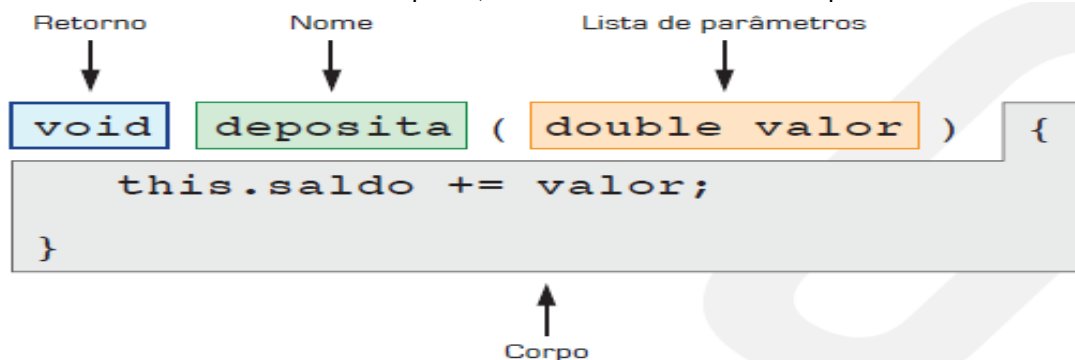 Retorno Nome Lista de parâmetros
void deposita ( double valor ) {
this.saldo += valor;
}
Corpo